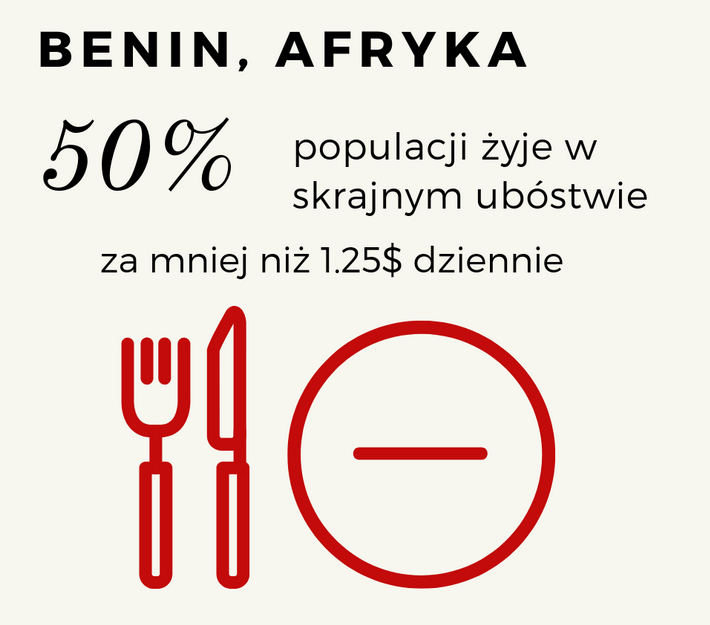 BENIN, AFRYKA
50%
populacji żyje w
skrajnym ubóstwie
za mniej niż 1.25$ dziennie